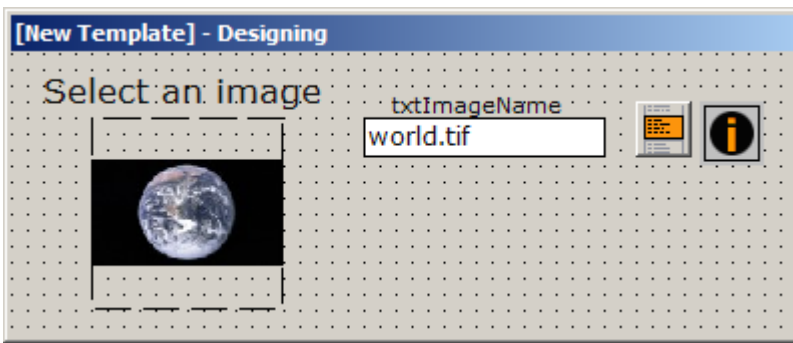 [New Template] - Designing
Select an image
txtImageName
world.tif
i